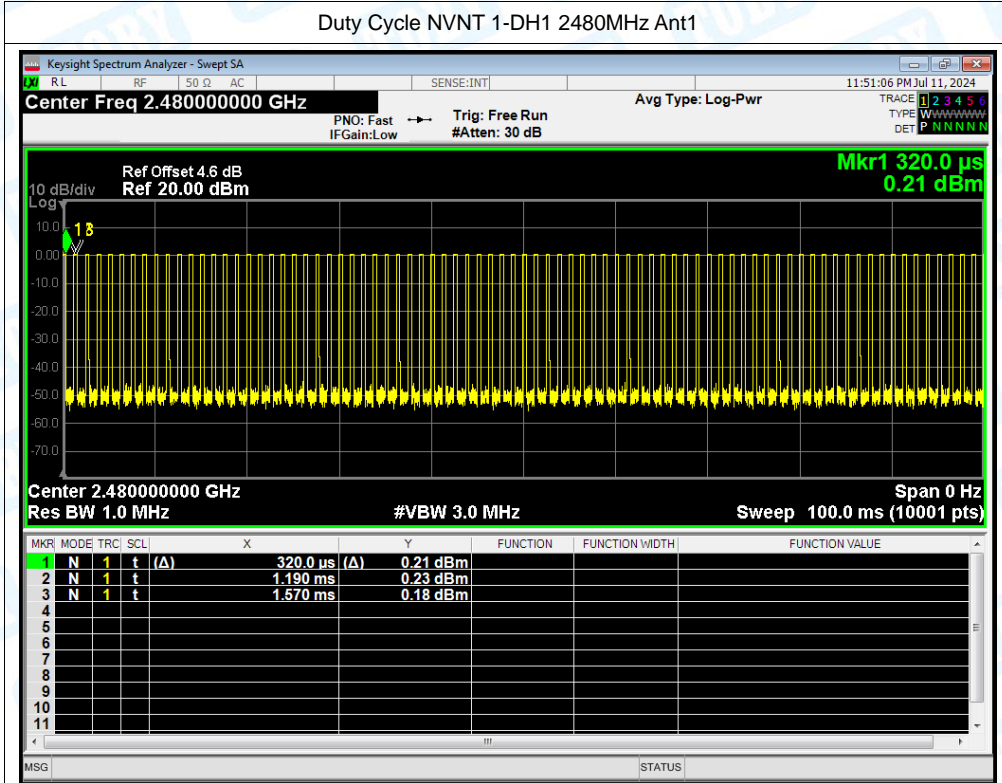 Duty Cycle NVNT 1-DH1 2480MHz Ant1
Keysight Spectrum Analyzer - Swept SA
LXI RL RF 50 Ω AC SENSE:INT 11:51:06 PM Jul 11, 2024
Center Freq 2.480000000 GHz Avg Type: Log-Pwr TRACE 1 2 3 4 5 6
PNO: Fast Trig: Free Run TYPE WWWWWWW
IFGain:Low #Atten: 30 dB DET P N N N N N
Mkr1 320.0 µs
Ref Offset 4.6 dB
10 dB/div Ref 20.00 dBm 0.21 dBm
Log
10.0
0.00
-10.0
-20.0
-30.0
-40.0
-50.0
-60.0
-70.0
Center 2.480000000 GHz Span 0 Hz
Res BW 1.0 MHz #VBW 3.0 MHz Sweep 100.0 ms (10001 pts)
MKR MODE TRC SCL X Y FUNCTION FUNCTION WIDTH FUNCTION VALUE
1 N 1 t (Δ) 320.0 µs (Δ) 0.21 dBm
2 N 1 t 1.190 ms 0.23 dBm
3 N 1 t 1.570 ms 0.18 dBm
4
5
6
7
8
9
10
11
MSG STATUS